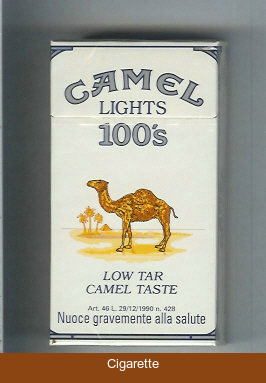 CAMEL
LIGHTS
100's
LOW TAR
CAMEL TASTE
Art. 46 L. 29/12/1990 n. 428
Nuoce gravemente alla salute
Cigarette